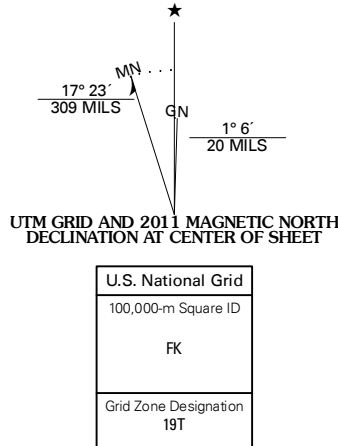 ★
MN
17° 23´
309 MILS
GN
1° 6´
20 MILS
UTM GRID AND 2011 MAGNETIC NORTH
DECLINATION AT CENTER OF SHEET
U.S. National Grid
100,000-m Square ID
FK
Grid Zone Designation
19T